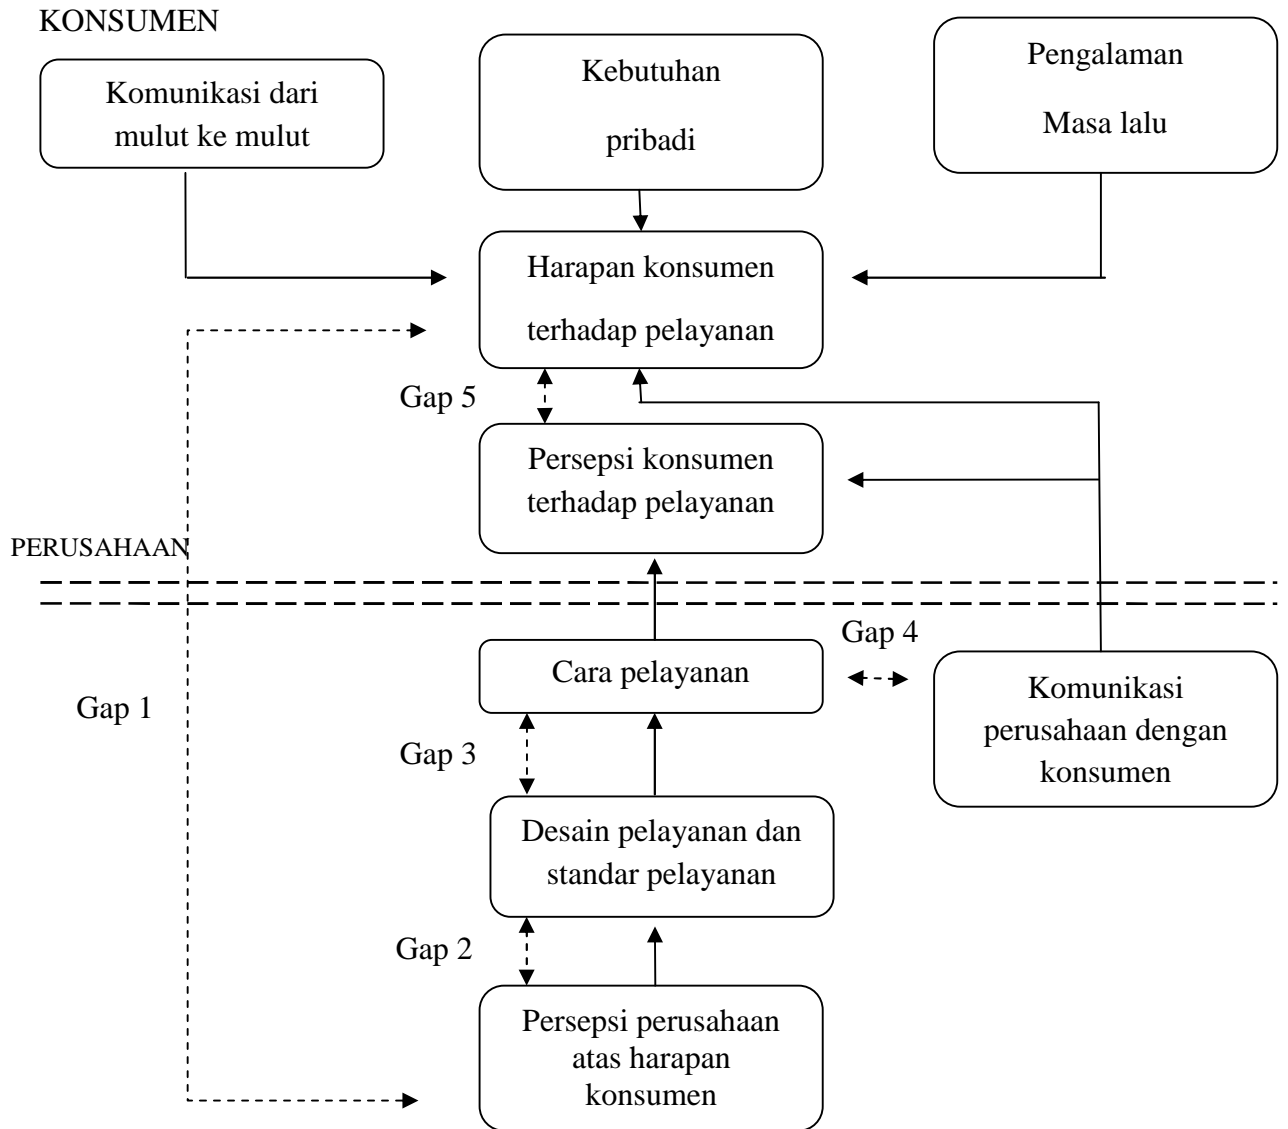 KONSUMEN
Komunikasi dari
mulut ke mulut
Kebutuhan
pribadi
Pengalaman
Masa lalu
Harapan konsumen
terhadap pelayanan
Gap 5
Persepsi konsumen
terhadap pelayanan
PERUSAHAAN
Gap 4
Cara pelayanan
Komunikasi
perusahaan dengan
konsumen
Gap 1
Gap 3
Desain pelayanan dan
standar pelayanan
Gap 2
Persepsi perusahaan
atas harapan
konsumen